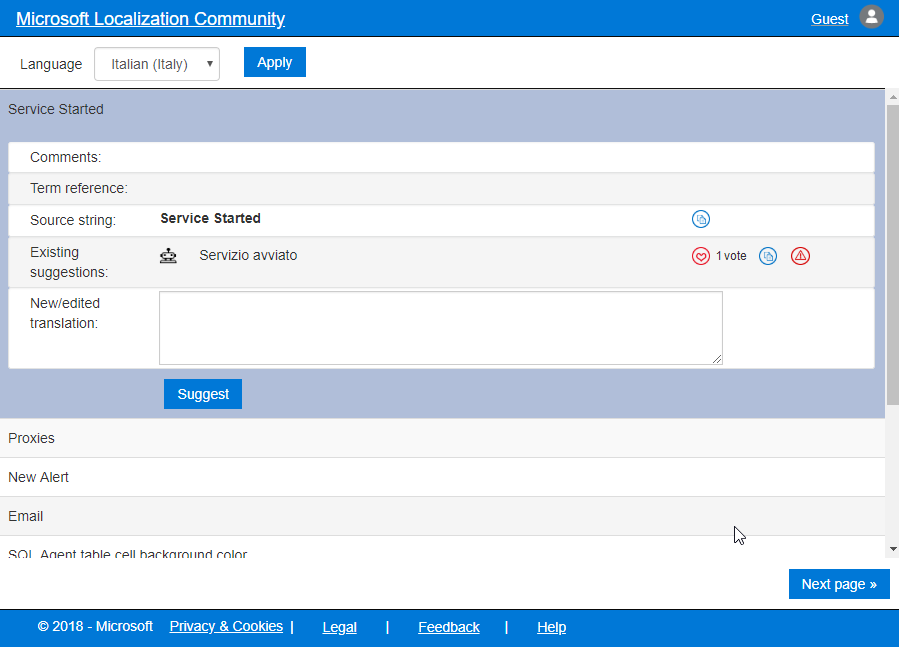 Microsoft Localization Community
Guest
Language
Italian (Italy)
Apply
Service Started
Comments:
Term reference:
Source string:
Service Started
Existing suggestions:
Servizio avviato
1 vote
New/edited translation:
Suggest
Proxies
New Alert
Email
SQL Agent table cell background color
Next page »
© 2018 - Microsoft Privacy & Cookies | Legal | Feedback | Help